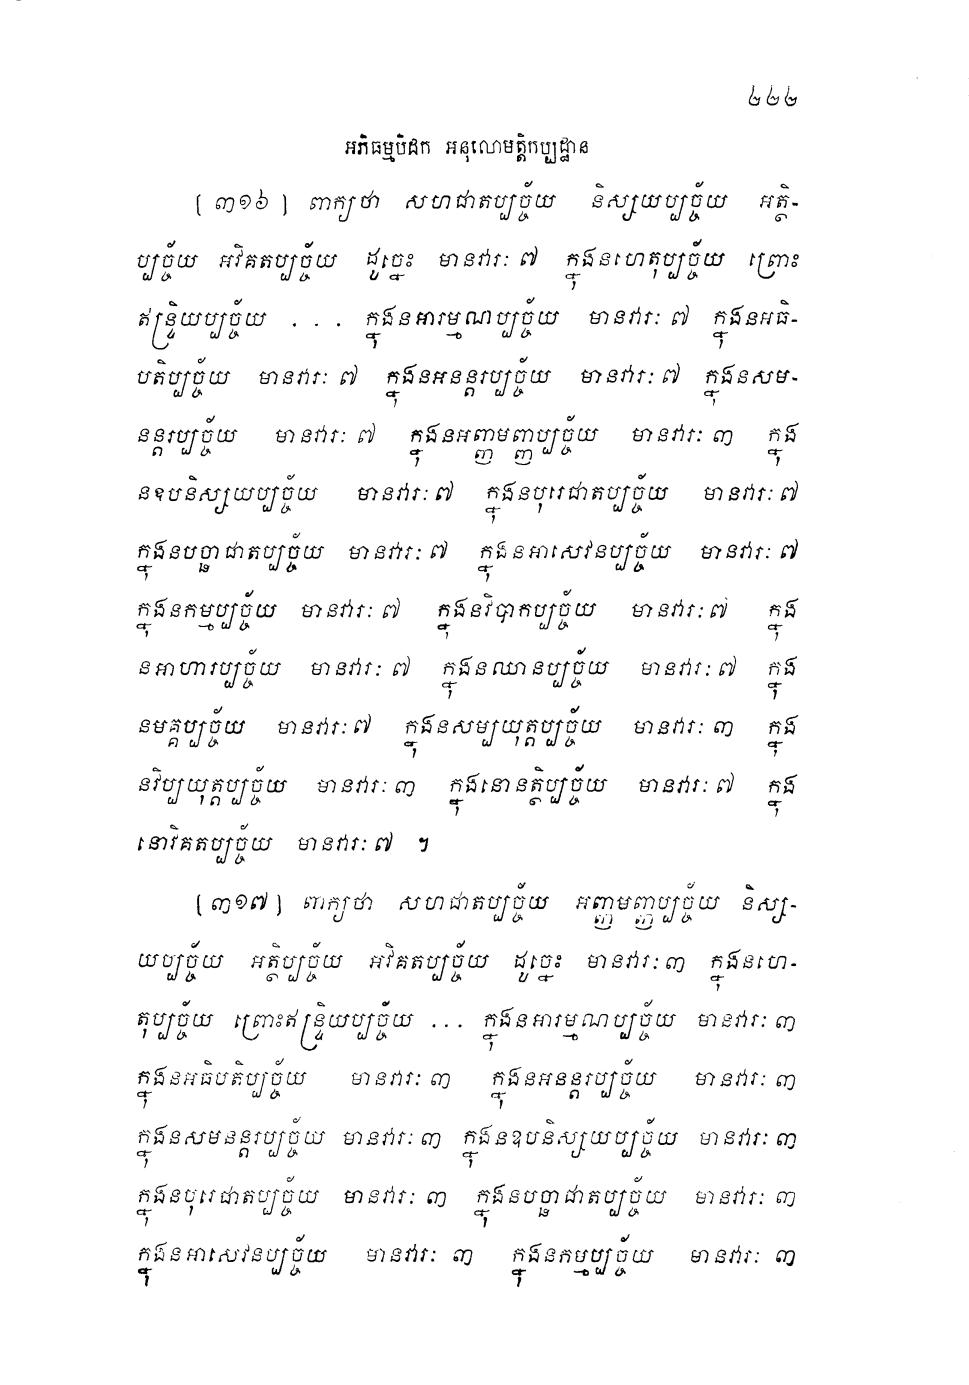 ២២២
អភិធម្មបិដក អនុលោមត្តិកប្បដ្ឋាន
[ ៣១៦ ] ពាក្យថា សហជាតប្បច្ច័យ និស្សយប្បច្ច័យ អត្ថិ-
ប្បច្ច័យ អវិគតប្បច្ច័យ ដូច្នេះ មានវារៈ ៧ ក្នុងនហេតុប្បច្ច័យ ព្រោះ
ឥន្ទ្រិយប្បច្ច័យ . . . ក្នុងនអារម្មណប្បច្ច័យ មានវារៈ ៧ ក្នុងនអធិ-
បតិប្បច្ច័យ មានវារៈ ៧ ក្នុងនអនន្តរប្បច្ច័យ មានវារៈ ៧ ក្នុងនសម-
នន្តរប្បច្ច័យ មានវារៈ ៧ ក្នុងនអញ្ញមញ្ញប្បច្ច័យ មានវារៈ ៣ ក្នុង
នឧបនិស្សយប្បច្ច័យ មានវារៈ ៧ ក្នុងនបុរេជាតប្បច្ច័យ មានវារៈ ៧
ក្នុងនបច្ឆាជាតប្បច្ច័យ មានវារៈ ៧ ក្នុងនអាសេវនប្បច្ច័យ មានវារៈ ៧
ក្នុងនកម្មប្បច្ច័យ មានវារៈ ៧ ក្នុងនវិបាកប្បច្ច័យ មានវារៈ ៧ ក្នុង
នអាហារប្បច្ច័យ មានវារៈ ៧ ក្នុងនឈានប្បច្ច័យ មានវារៈ ៧ ក្នុង
នមគ្គប្បច្ច័យ មានវារៈ ៧ ក្នុងនសម្បយុត្តប្បច្ច័យ មានវារៈ ៣ ក្នុង
នវិប្បយុត្តប្បច្ច័យ មានវារៈ ៣ ក្នុងនោនត្ថិប្បច្ច័យ មានវារៈ ៧ ក្នុង
នោវិគតប្បច្ច័យ មានវារៈ ៧ ។
[ ៣១៧ ] ពាក្យថា សហជាតប្បច្ច័យ អញ្ញមញ្ញប្បច្ច័យ និស្ស-
យប្បច្ច័យ អត្ថិប្បច្ច័យ អវិគតប្បច្ច័យ ដូច្នេះ មានវារៈ ៣ ក្នុងនហេ-
តុប្បច្ច័យ ព្រោះឥន្ទ្រិយប្បច្ច័យ ... ក្នុងនអារម្មណប្បច្ច័យ មានវារៈ ៣
ក្នុងនអធិបតិប្បច្ច័យ មានវារៈ ៣ ក្នុងនអនន្តរប្បច្ច័យ មានវារៈ ៣
ក្នុងនសមនន្តរប្បច្ច័យ មានវារៈ ៣ ក្នុងនឧបនិស្សយប្បច្ច័យ មានវារៈ ៣
ក្នុងនបុរេជាតប្បច្ច័យ មានវារៈ ៣ ក្នុងនបច្ឆាជាតប្បច្ច័យ មានវារៈ ៣
ក្នុងនអាសេវនប្បច្ច័យ មានវារៈ ៣ ក្នុងនកម្មប្បច្ច័យ មានវារៈ ៣